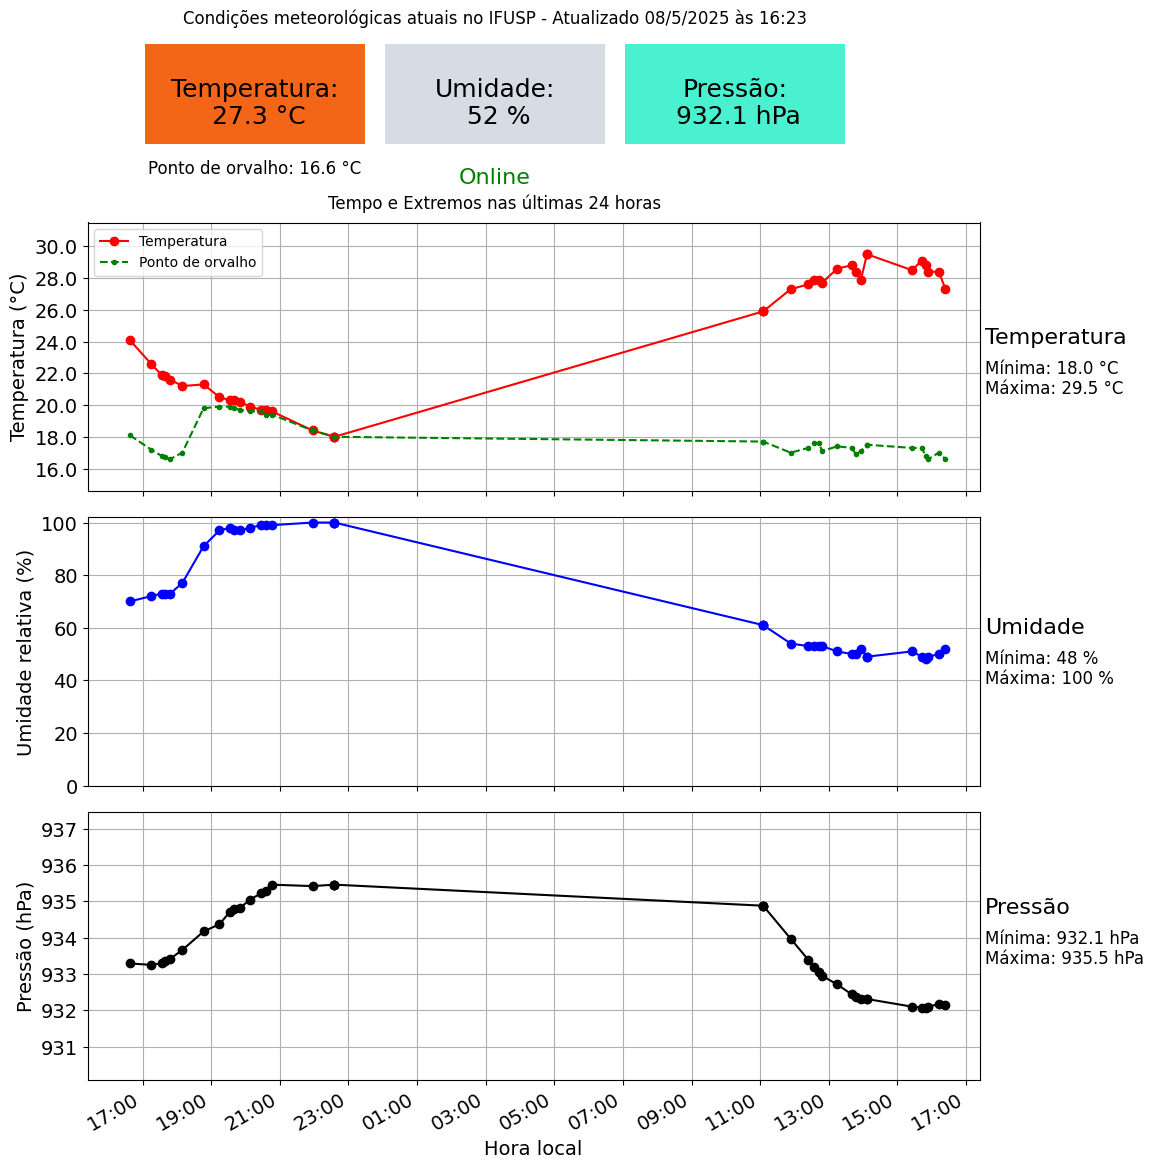 Condições meteorológicas atuais no IFUSP - Atualizado 08/5/2025 às 16:23
Temperatura:
27.3 °C
Umidade:
52 %
Pressão:
932.1 hPa
Ponto de orvalho: 16.6 °C
Online
Tempo e Extremos nas últimas 24 horas
Temperatura (°C)
30.0
28.0
26.0
24.0
22.0
20.0
18.0
16.0
Temperatura
Ponto de orvalho
Temperatura
Mínima: 18.0 °C
Máxima: 29.5 °C
Umidade relativa (%)
100
80
60
40
20
0
Umidade
Mínima: 48 %
Máxima: 100 %
Pressão (hPa)
937
936
935
934
933
932
931
Pressão
Mínima: 932.1 hPa
Máxima: 935.5 hPa
17:00
19:00
21:00
23:00
01:00
03:00
05:00
07:00
09:00
11:00
13:00
15:00
17:00
Hora local